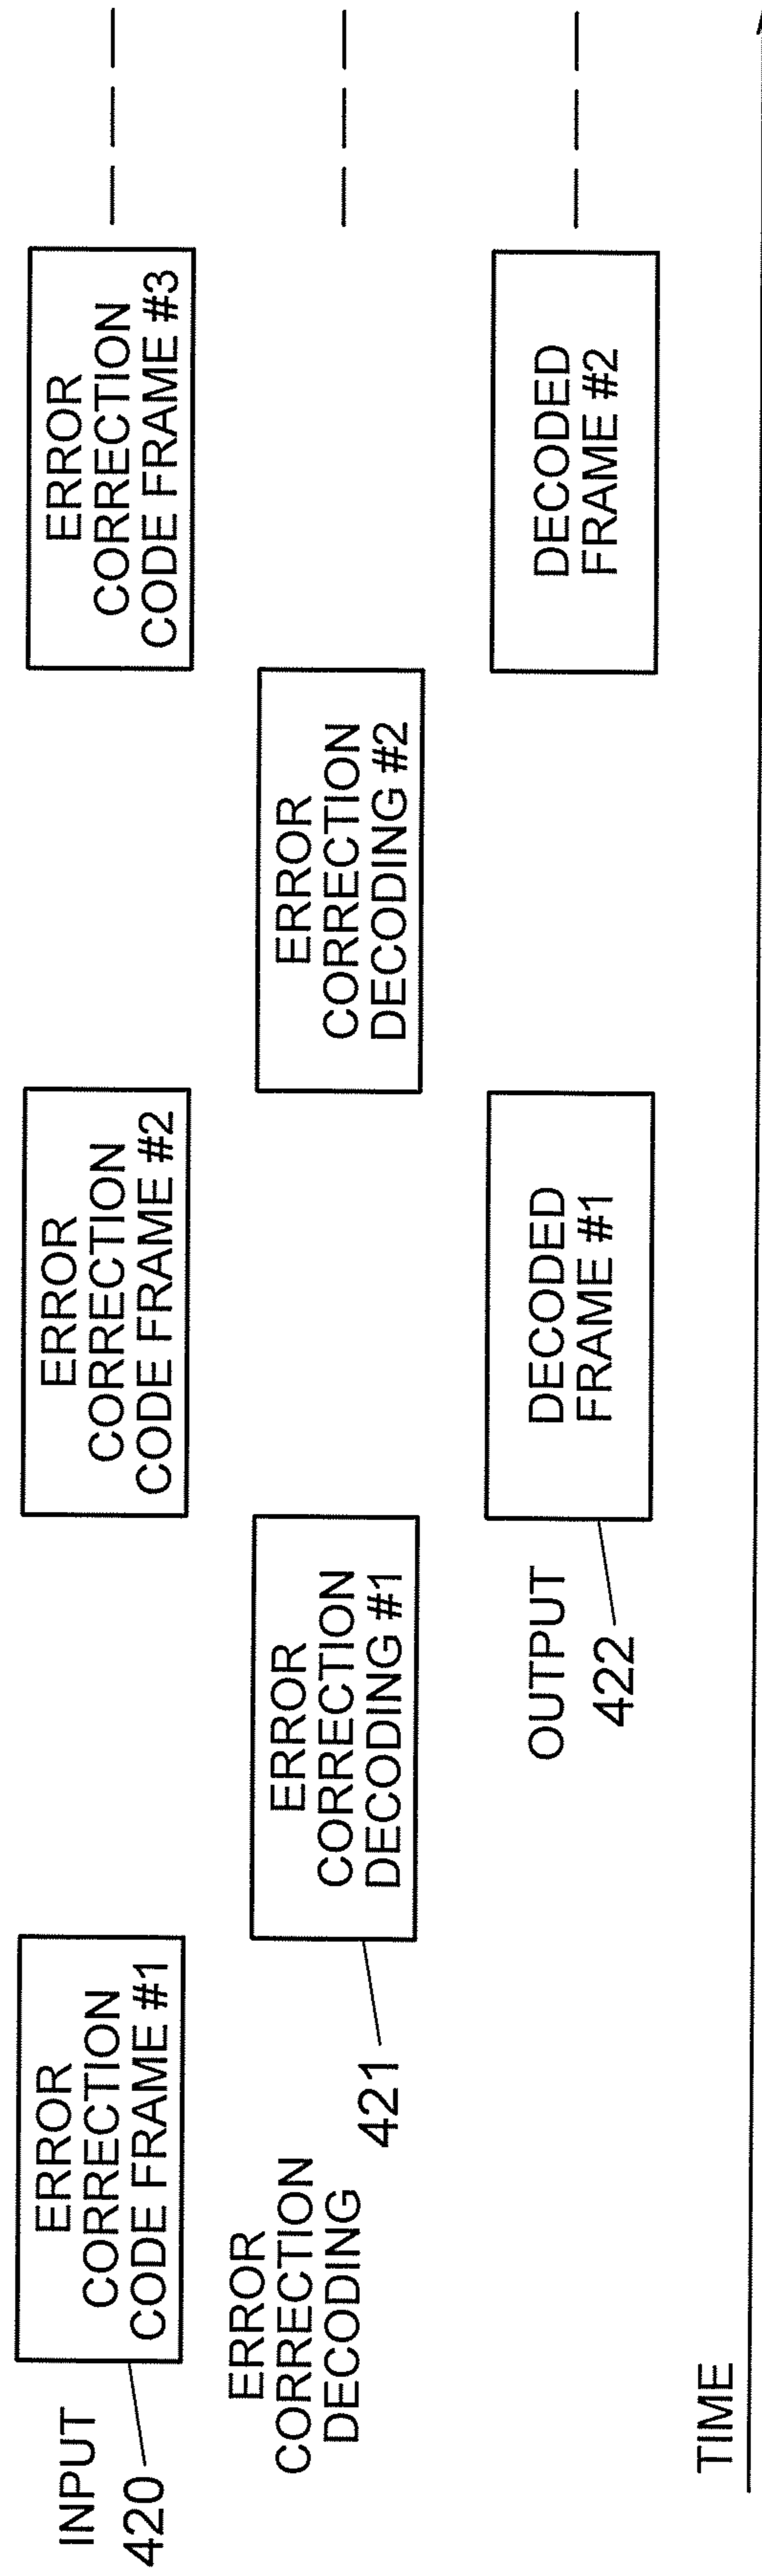 INPUT
420
ERROR
CORRECTION
CODE FRAME #1
ERROR
CORRECTION
CODE FRAME #2
ERROR
CORRECTION
CODE FRAME #3
ERROR
CORRECTION
DECODING
421
ERROR
CORRECTION
DECODING #1
ERROR
CORRECTION
DECODING #2
OUTPUT
422
DECODED
FRAME #1
DECODED
FRAME #2
TIME